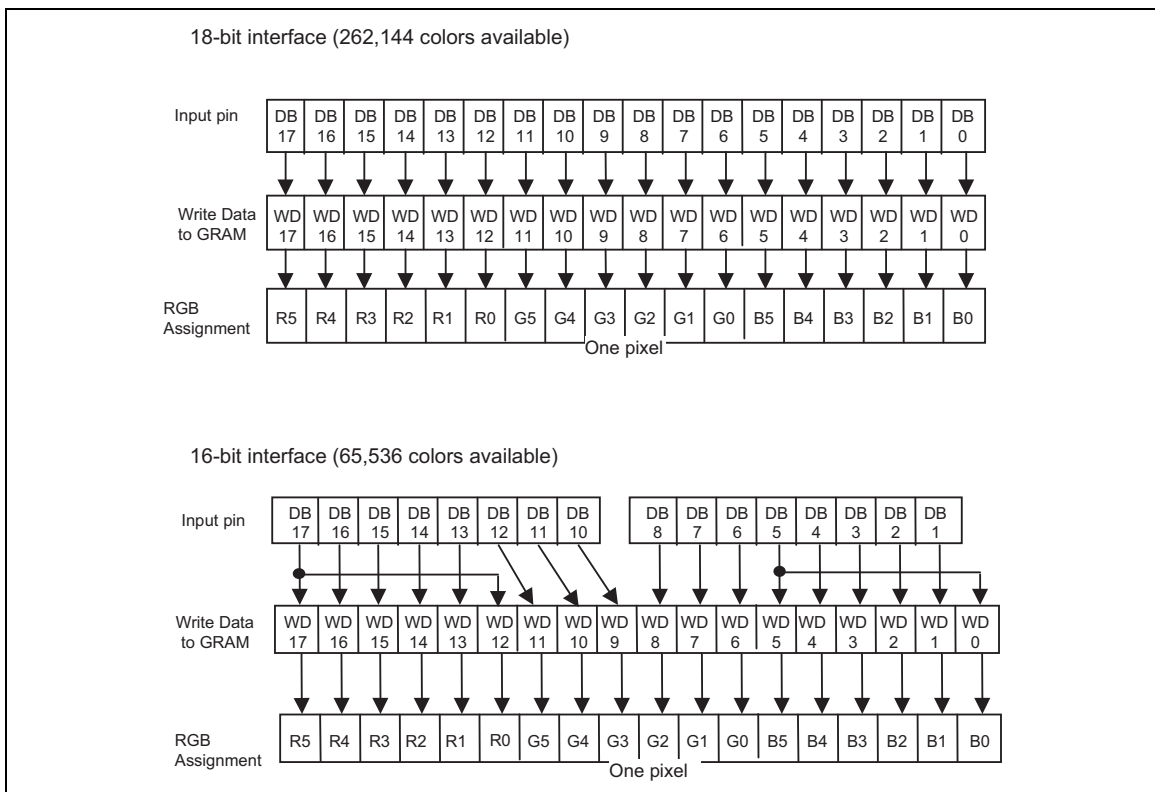 18-bit interface (262,144 colors available)
Input pin
DB DB DB DB DB DB DB DB DB DB DB DB DB DB DB DB DB DB
17 16 15 14 13 12 11 10 9 8 7 6 5 4 3 2 1 0
Write Data
to GRAM
WD WD WD WD WD WD WD WD WD WD WD WD WD WD WD WD WD WD
17 16 15 14 13 12 11 10 9 8 7 6 5 4 3 2 1 0
RGB
Assignment
R5 R4 R3 R2 R1 R0 G5 G4 G3 G2 G1 G0 B5 B4 B3 B2 B1 B0
One pixel
16-bit interface (65,536 colors available)
Input pin
DB DB DB DB DB DB DB DB DB DB DB DB DB DB DB DB
17 16 15 14 13 12 11 10 8 7 6 5 4 3 2 1
Write Data
to GRAM
WD WD WD WD WD WD WD WD WD WD WD WD WD WD WD WD WD WD
17 16 15 14 13 12 11 10 9 8 7 6 5 4 3 2 1 0
RGB
Assignment
R5 R4 R3 R2 R1 R0 G5 G4 G3 G2 G1 G0 B5 B4 B3 B2 B1 B0
One pixel